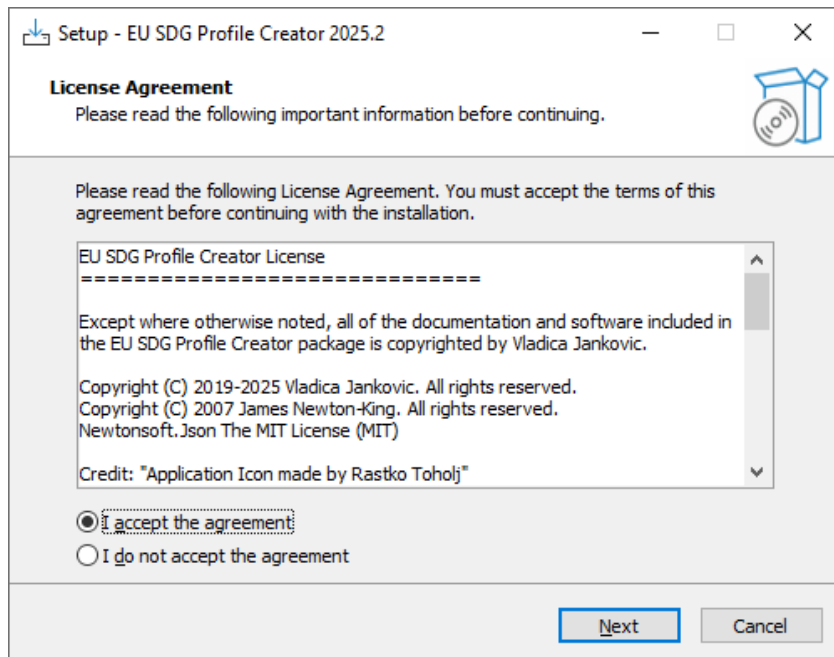 Setup - EU SDG Profile Creator 2025.2
License Agreement
Please read the following important information before continuing.
Please read the following License Agreement. You must accept the terms of this
agreement before continuing with the installation.
EU SDG Profile Creator License
===============================
Except where otherwise noted, all of the documentation and software included in
the EU SDG Profile Creator package is copyrighted by Vladica Jankovic.
Copyright (C) 2019-2025 Vladica Jankovic. All rights reserved.
Copyright (C) 2007 James Newton-King. All rights reserved.
Newtonsoft.Json The MIT License (MIT)
Credit: "Application Icon made by Rastko Toholj"
I accept the agreement
I do not accept the agreement
Next
Cancel